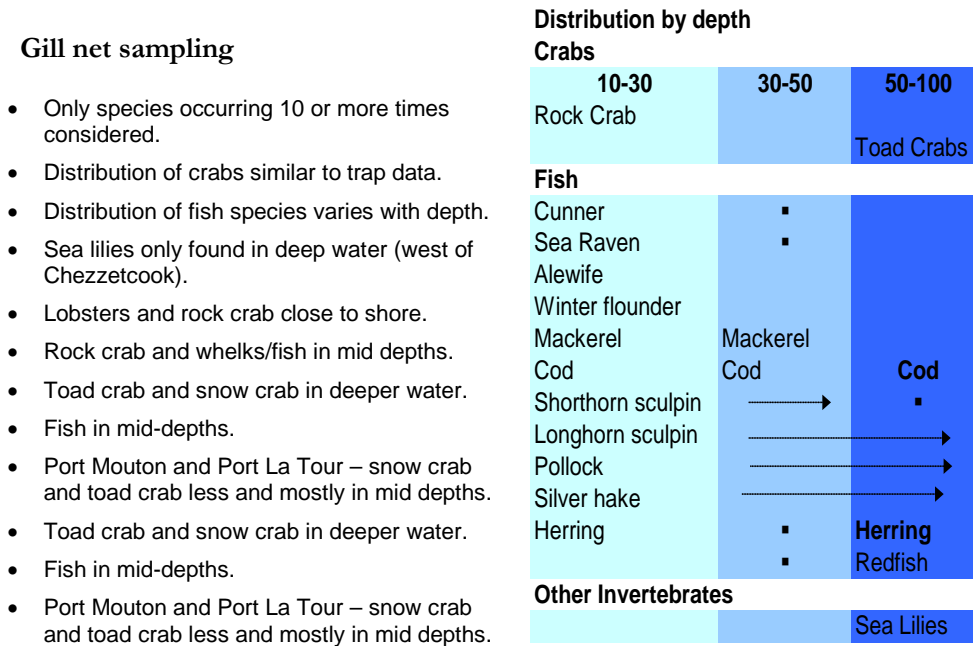 Gill net sampling
• Only species occurring 10 or more times
considered.
• Distribution of crabs similar to trap data.
• Distribution of fish species varies with depth.
• Sea lilies only found in deep water (west of
Chezzetcook).
• Lobsters and rock crab close to shore.
• Rock crab and whelks/fish in mid depths.
• Toad crab and snow crab in deeper water.
• Fish in mid-depths.
• Port Mouton and Port La Tour – snow crab
and toad crab less and mostly in mid depths.
• Toad crab and snow crab in deeper water.
• Fish in mid-depths.
• Port Mouton and Port La Tour – snow crab
and toad crab less and mostly in mid depths.
Distribution by depth
Crabs
10-30 30-50 50-100
Rock Crab
Toad Crabs
Fish
Cunner
Sea Raven
Alewife
Winter flounder
Mackerel Mackerel
Cod Cod Cod
Shorthorn sculpin
Longhorn sculpin
Pollock
Silver hake
Herring Herring
Redfish
Other Invertebrates
Sea Lilies